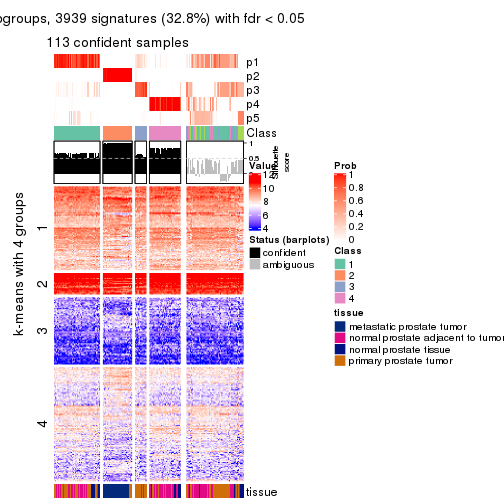 ogroups, 3939 signatures (32.8%) with fdr < 0.05
113 confident samples
p1
p2
p3
p4
p5
Class
1
0.5
0
Silhouette
score
Value
12
10
8
6
4
Status (barplots)
confident
ambiguous
Prob
1
0.8
0.6
0.4
0.2
0
Class
1
2
3
4
tissue
metastatic prostate tumor
normal prostate adjacent to tumor
normal prostate tissue
primary prostate tumor
k-means with 4 groups
1
2
3
4
tissue